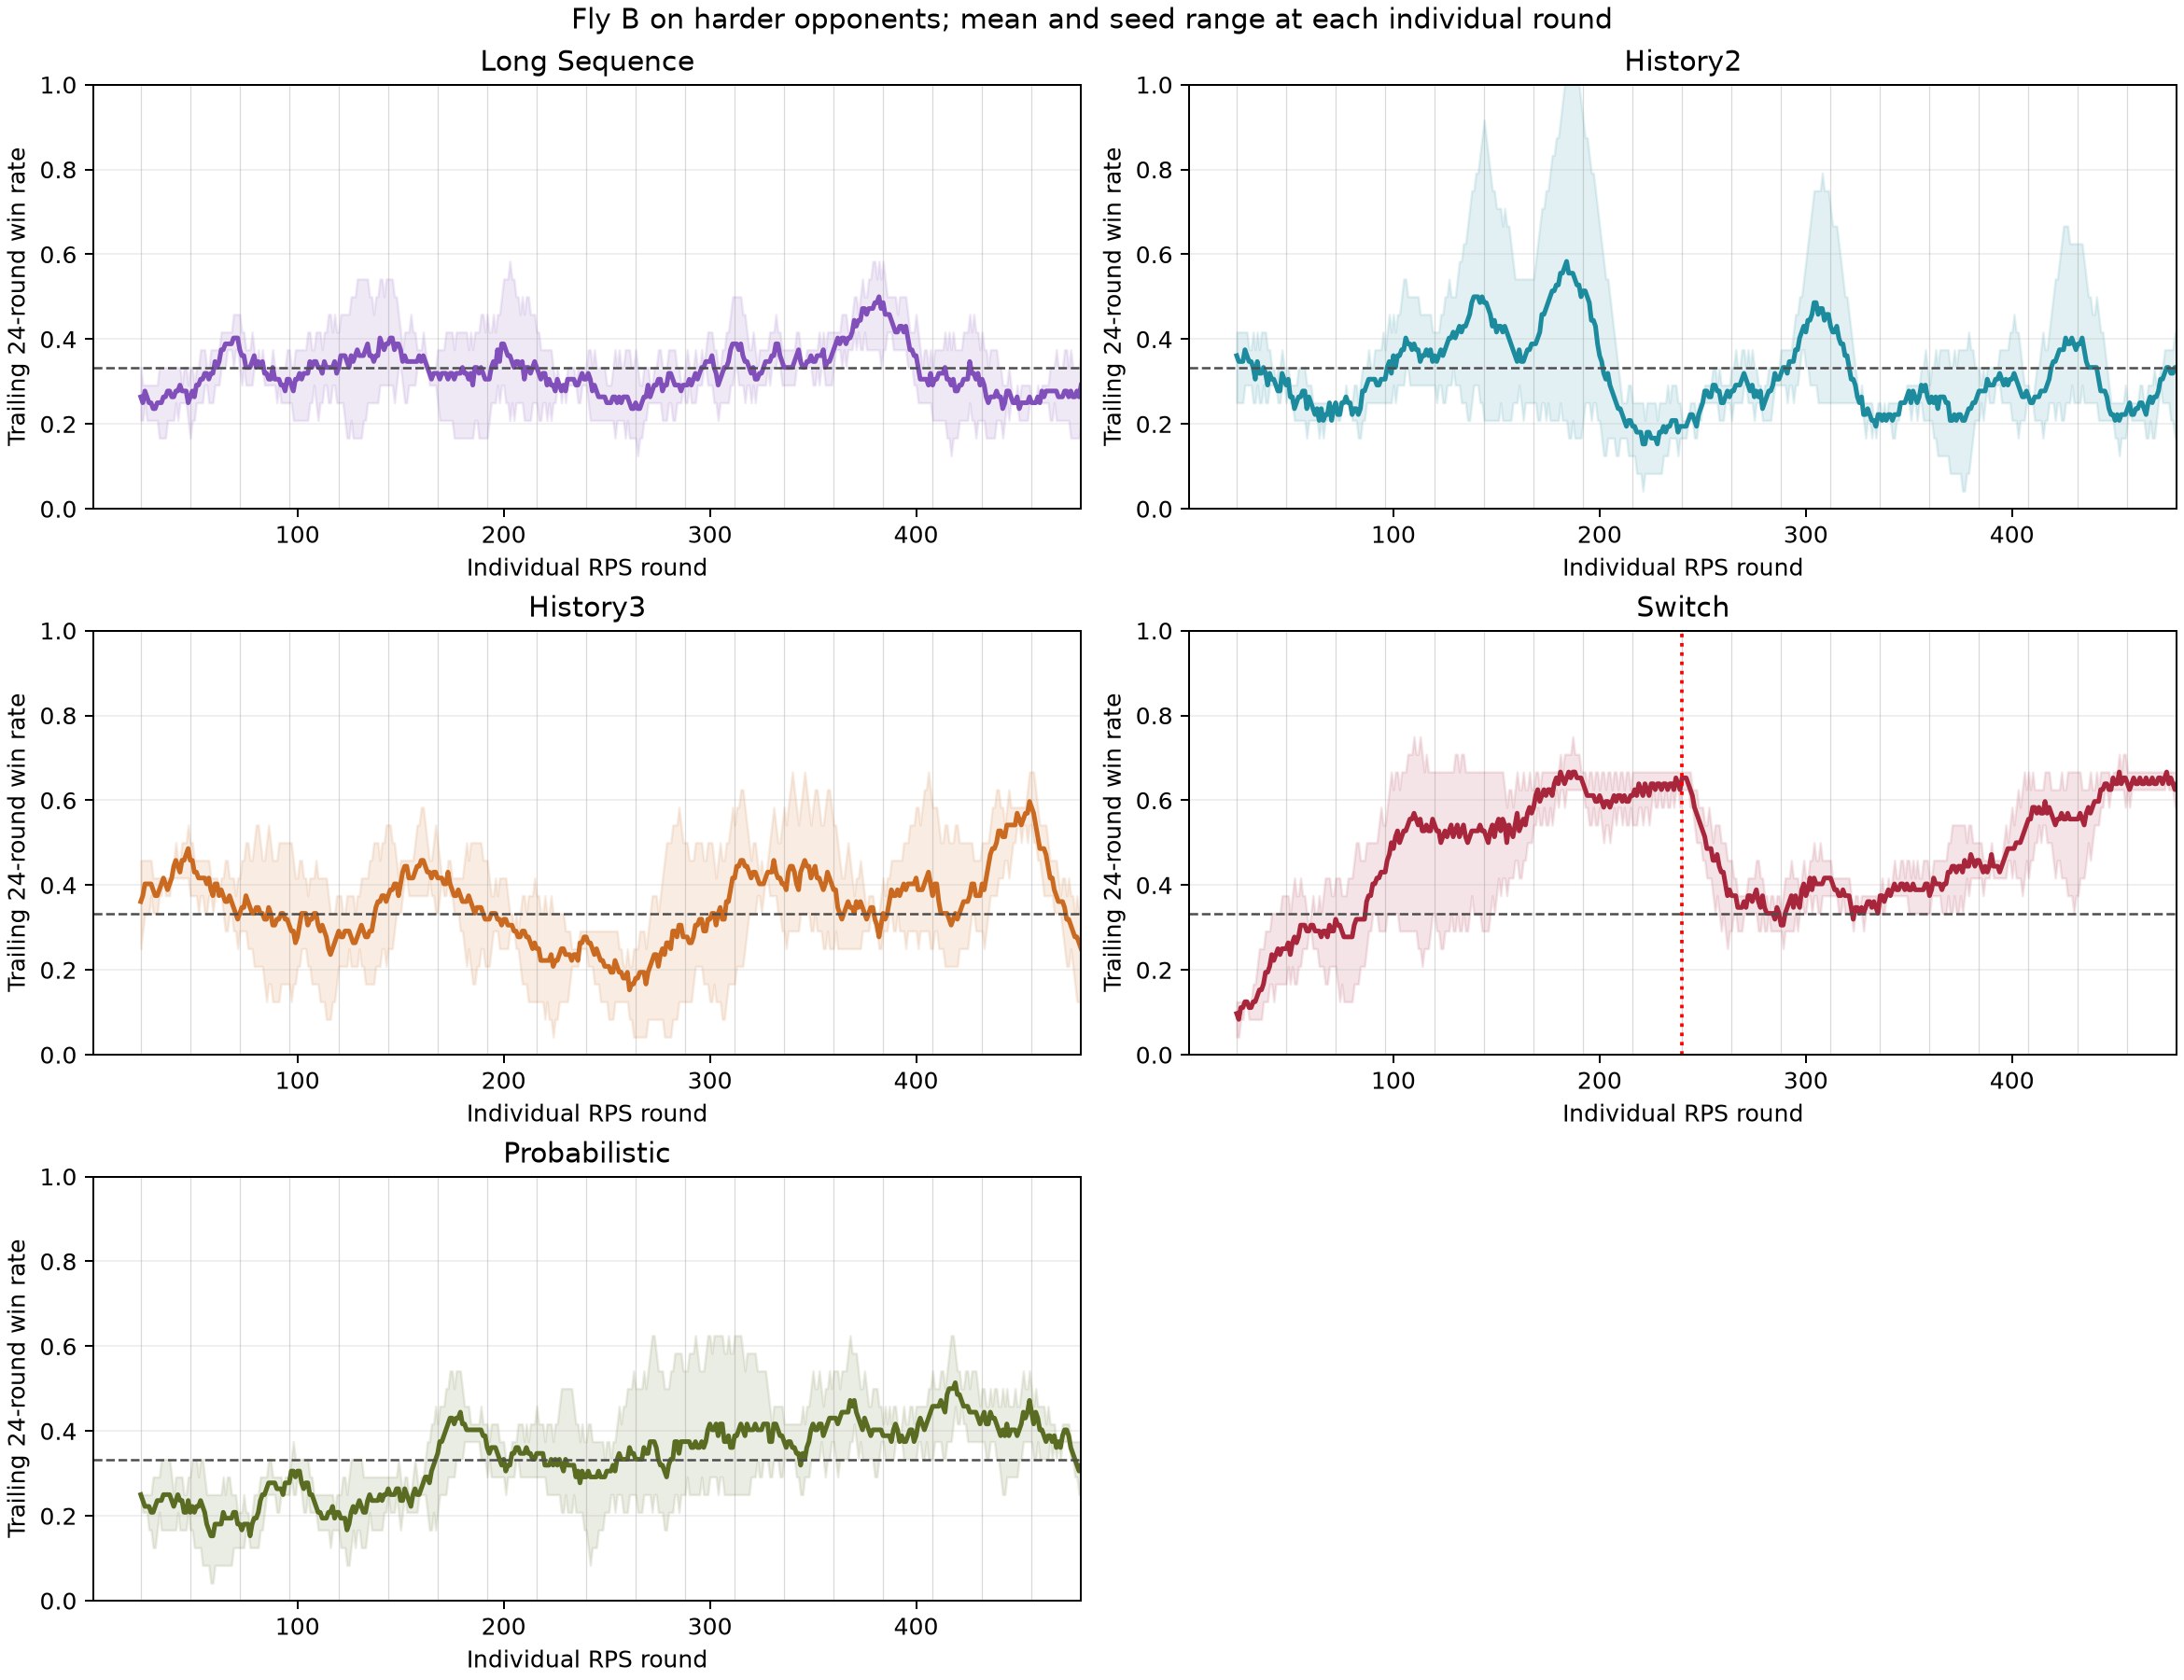 Fly B on harder opponents; mean and seed range at each individual round
Long Sequence
Trailing 24-round win rate
1.0
0.8
0.6
0.4
0.2
0.0
100 200 300 400
Individual RPS round
History2
Trailing 24-round win rate
1.0
0.8
0.6
0.4
0.2
0.0
100 200 300 400
Individual RPS round
History3
Trailing 24-round win rate
1.0
0.8
0.6
0.4
0.2
0.0
100 200 300 400
Individual RPS round
Switch
Trailing 24-round win rate
1.0
0.8
0.6
0.4
0.2
0.0
100 200 300 400
Individual RPS round
Probabilistic
Trailing 24-round win rate
1.0
0.8
0.6
0.4
0.2
0.0
100 200 300 400
Individual RPS round